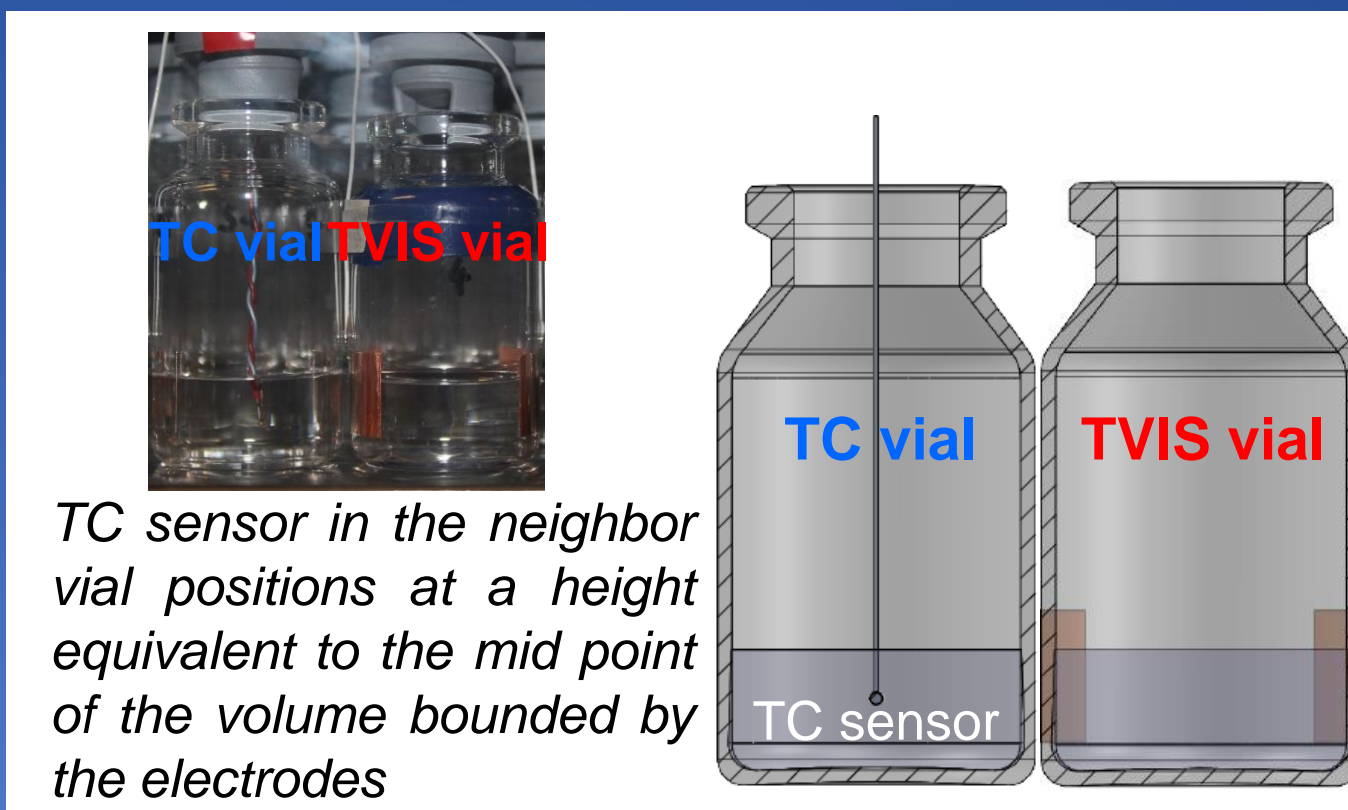 TC vial TVIS vial
TC vial
TVIS vial
TC sensor
TC sensor in the neighbor
vial positions at a height
equivalent to the mid point
of the volume bounded by
the electrodes